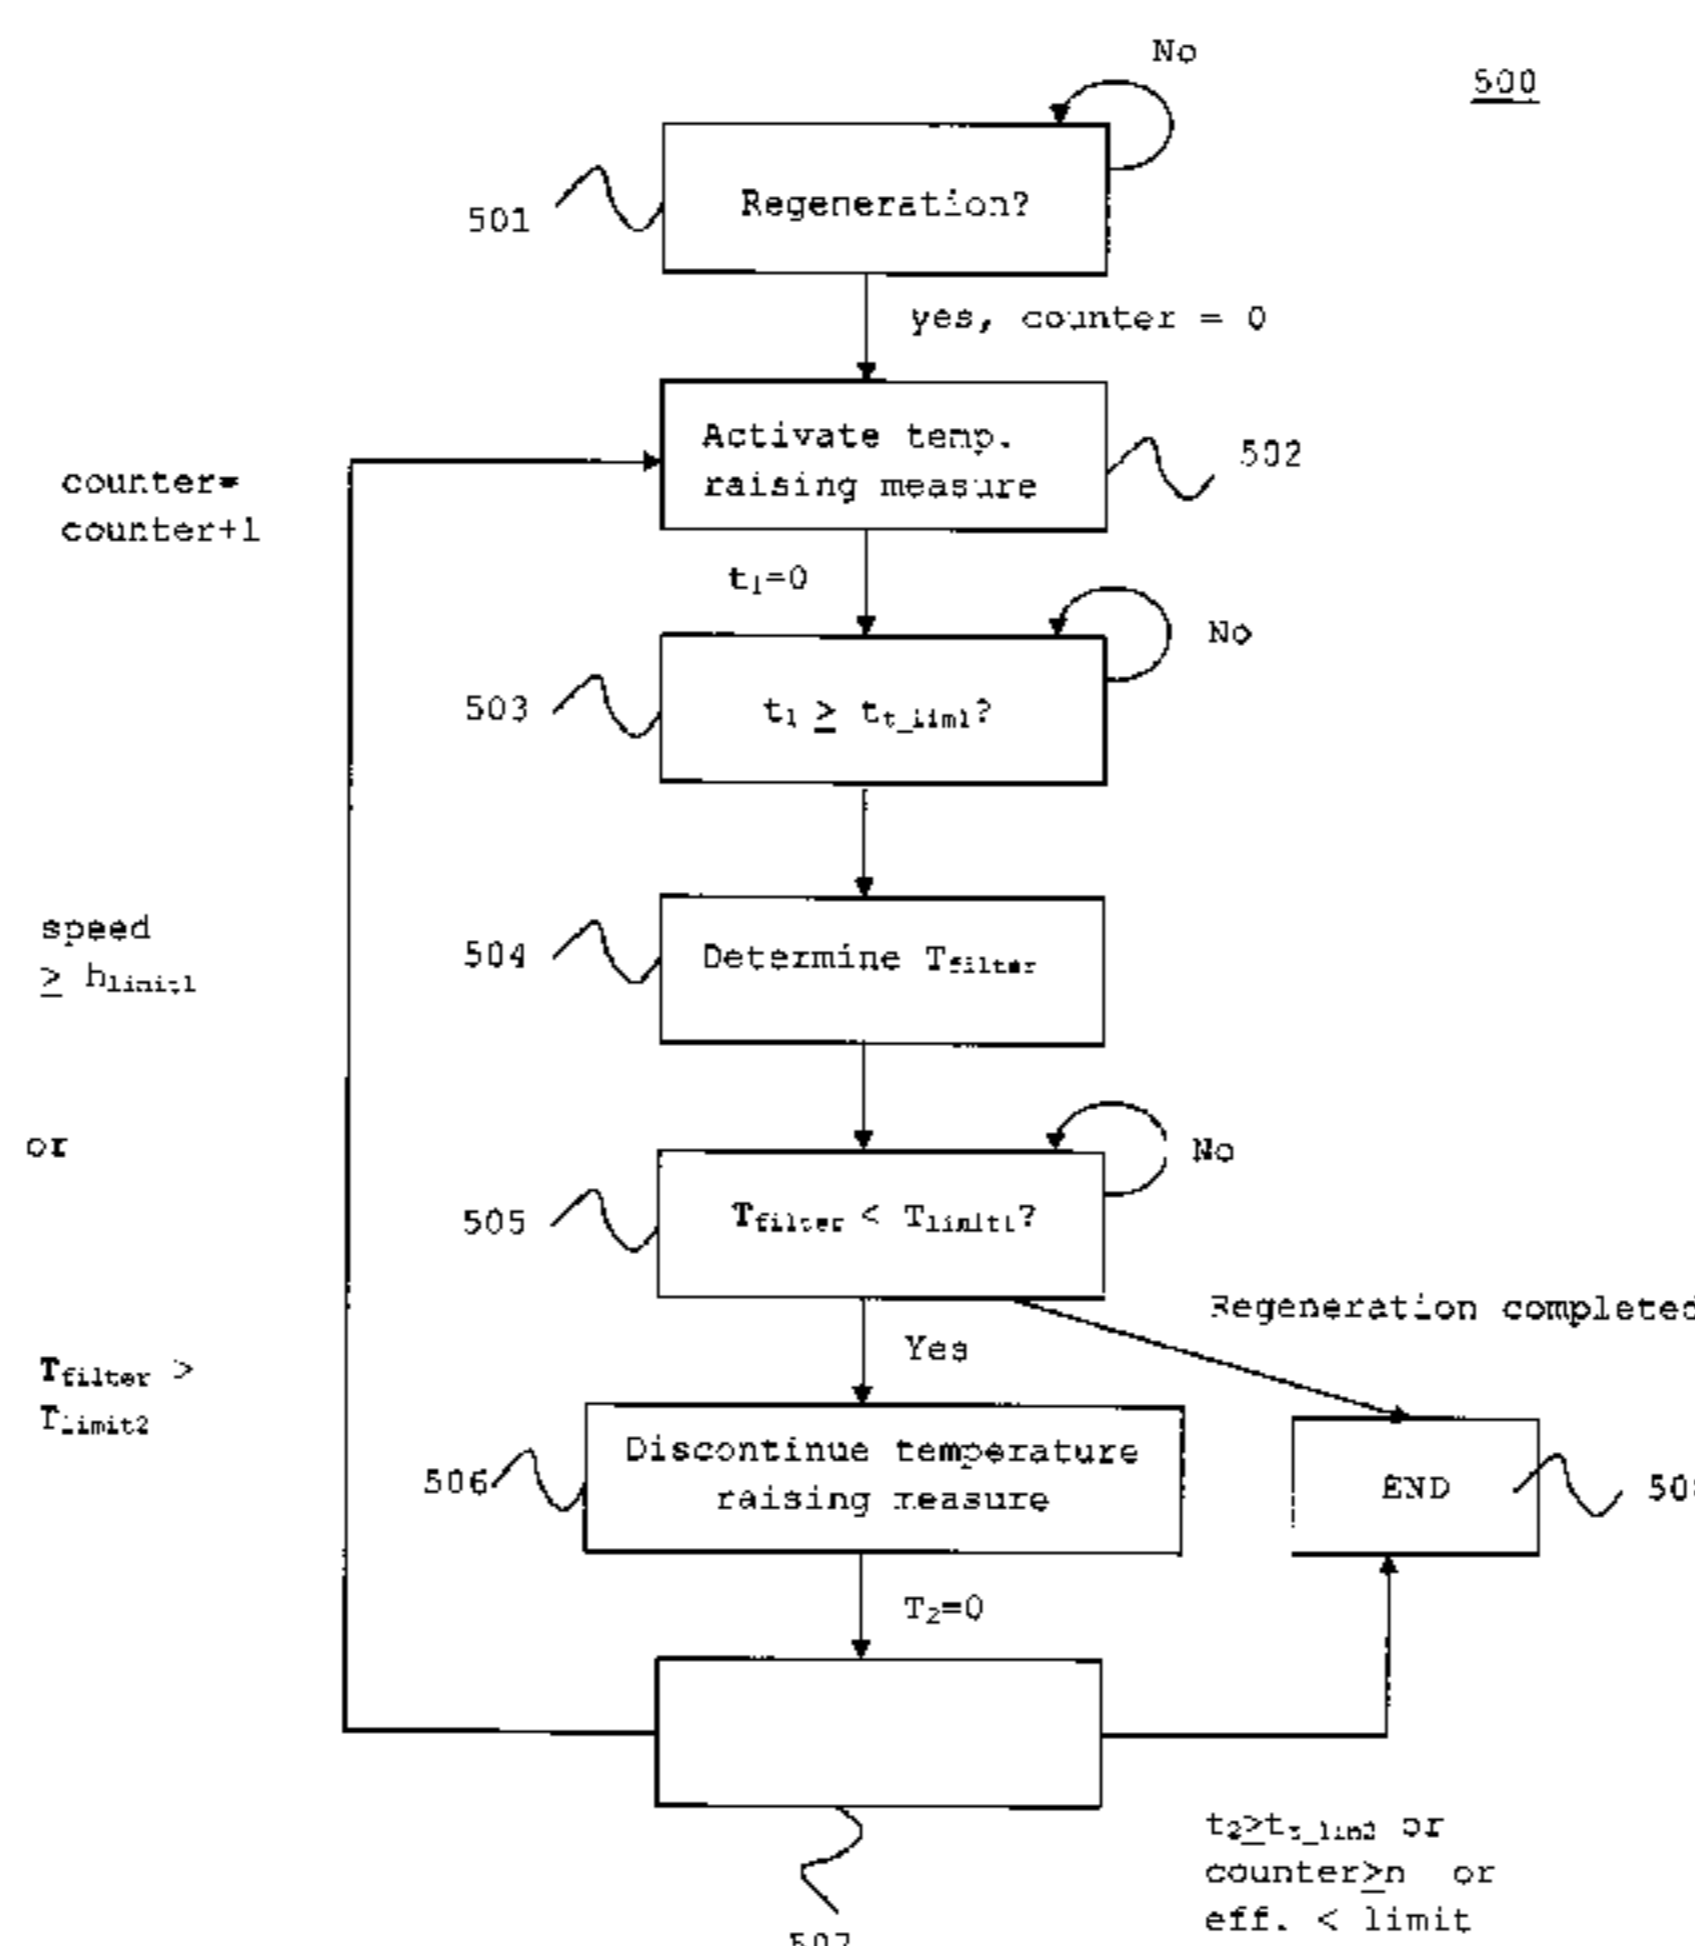 No
500
Regeneration?
501
yes, counter = 0
Activate temp.
raising measure
502
counter=
counter+1
t1=0
No
503
t1 ≥ tt_lim1?
speed
≥ hlimit1
504
Determine Tfilter
or
No
505
Tfilter < Tlimit1?
Regeneration completed
Yes
Tfilter >
Tlimit2
Discontinue temperature
raising measure
506
END
T2=0
t2≥tt_lim2 or
counter≥n or
eff. < limit
507